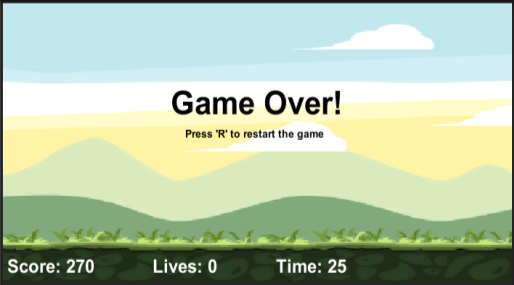 Game Over!
Press 'R' to restart the game
Score: 270 Lives: 0 Time: 25